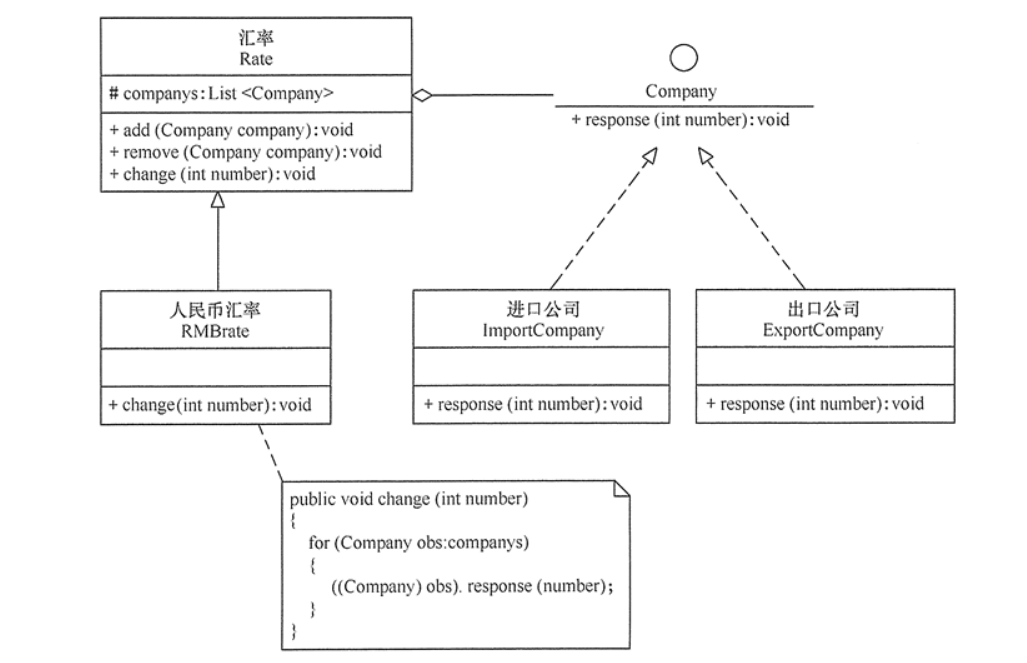 汇率
Rate
# companys:List <Company>
+ add (Company company):void
+ remove (Company company):void
+ change (int number):void
Company
+ response (int number):void
人民币汇率
RMBrate
+ change(int number):void
进口公司
ImportCompany
+ response (int number):void
出口公司
ExportCompany
+ response (int number):void
public void change (int number)
{
for (Company obs:companys)
{
((Company) obs). response (number);
}
}